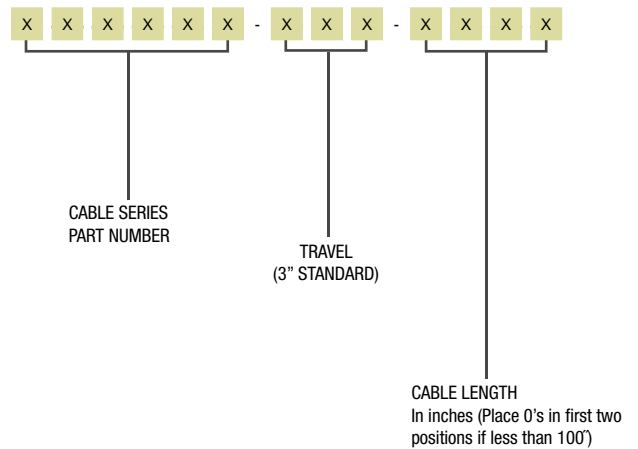 X X X X X X - X X X - X X X X
CABLE SERIES
PART NUMBER
TRAVEL
(3” STANDARD)
CABLE LENGTH
In inches (Place 0's in first two
positions if less than 100˝)